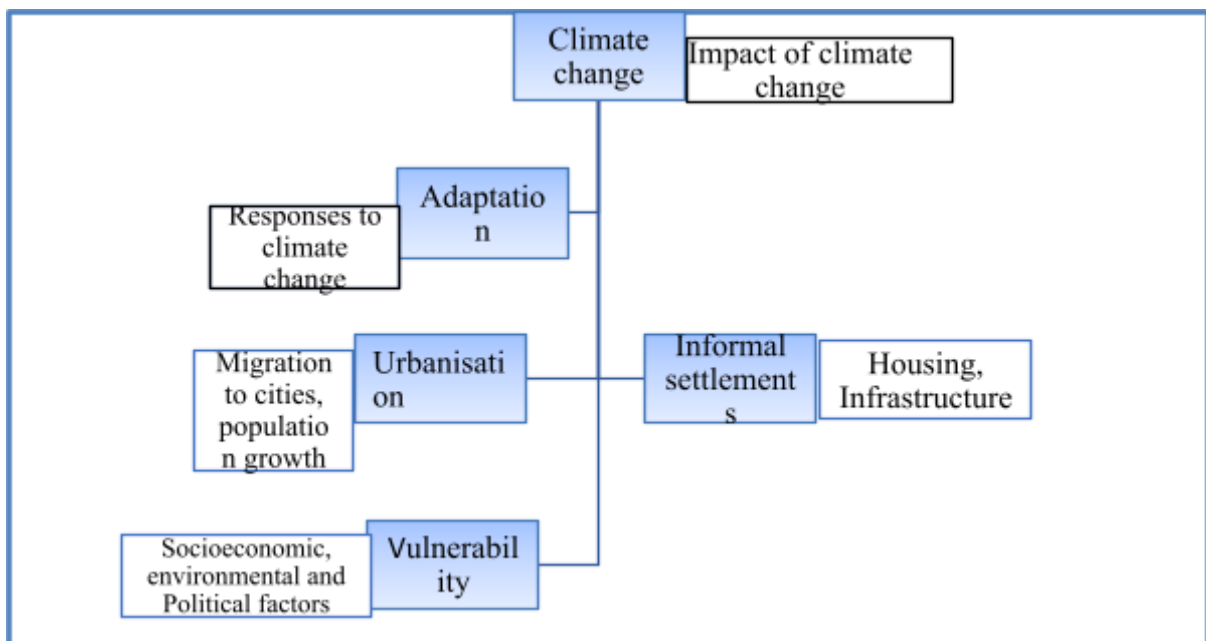 Climate
change
Impact of climate
change
Adaptatio
n
Responses to
climate
change
Urbanisati
on
Migration
to cities,
populatio
n growth
Informal
settlement
s
Housing,
Infrastructure
Vulnerabil
ity
Socioeconomic,
environmental and
Political factors